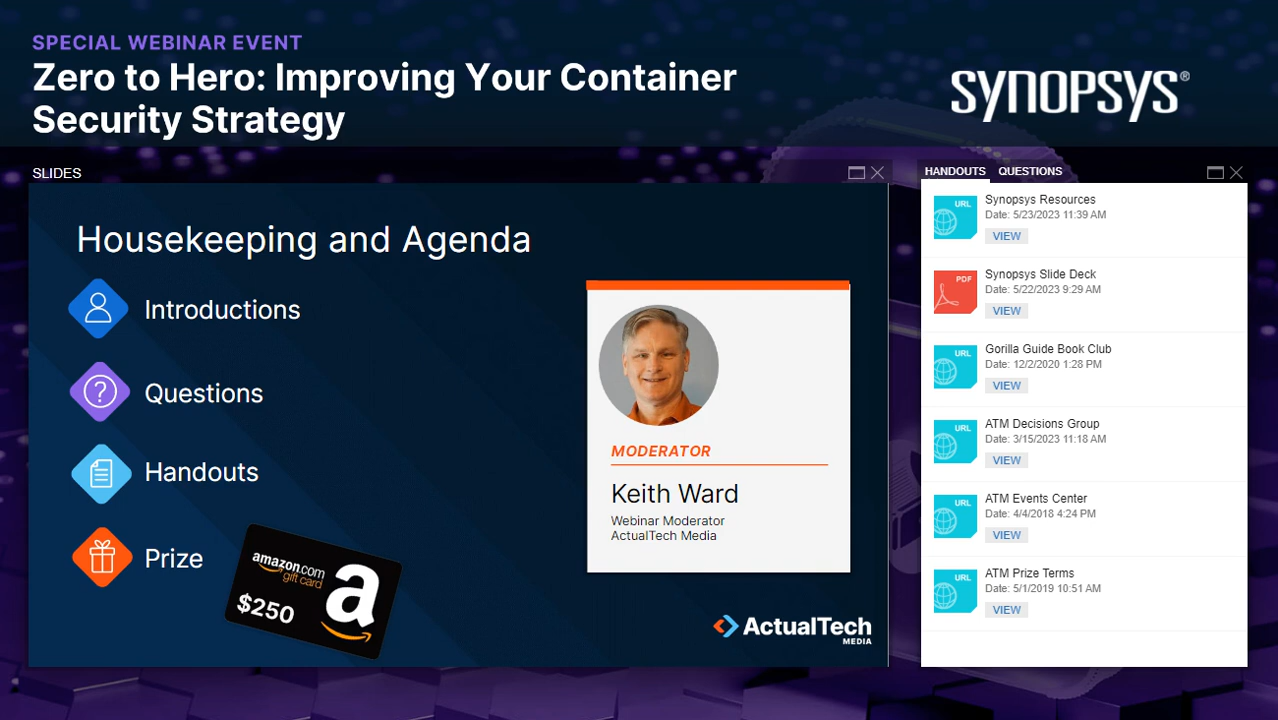 SPECIAL WEBINAR EVENT
Zero to Hero: Improving Your Container
Security Strategy
SYNOPSYS®
SLIDES
Housekeeping and Agenda
Introductions
Questions
Handouts
Prize
amazon.com
gift card
$250
a
MODERATOR
Keith Ward
Webinar Moderator
ActualTech Media
ActualTech
MEDIA
HANDOUTS QUESTIONS
URL
Synopsys Resources
Date: 5/23/2023 11:39 AM
VIEW
PDF
Synopsys Slide Deck
Date: 5/22/2023 9:29 AM
VIEW
URL
Gorilla Guide Book Club
Date: 12/2/2020 1:28 PM
VIEW
URL
ATM Decisions Group
Date: 3/15/2023 11:18 AM
VIEW
URL
ATM Events Center
Date: 4/4/2018 4:24 PM
VIEW
URL
ATM Prize Terms
Date: 5/1/2019 10:51 AM
VIEW